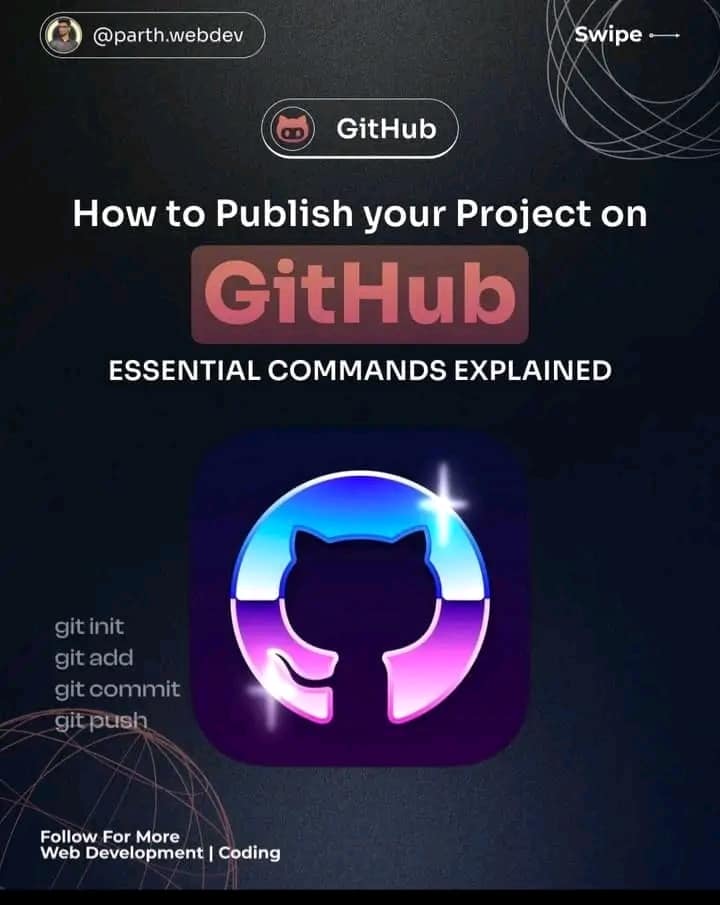 @parth.webdev
Swipe
GitHub
How to Publish your Project on
GitHub
ESSENTIAL COMMANDS EXPLAINED
git init
git add
git commit
git push
Follow For More
Web Development | Coding